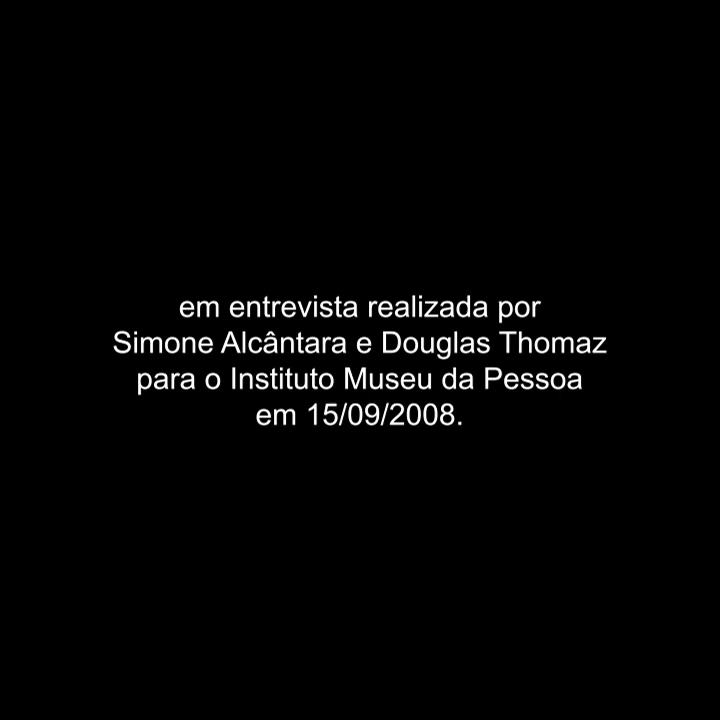 em entrevista realizada por
Simone Alcântara e Douglas Thomaz
para o Instituto Museu da Pessoa
em 15/09/2008.